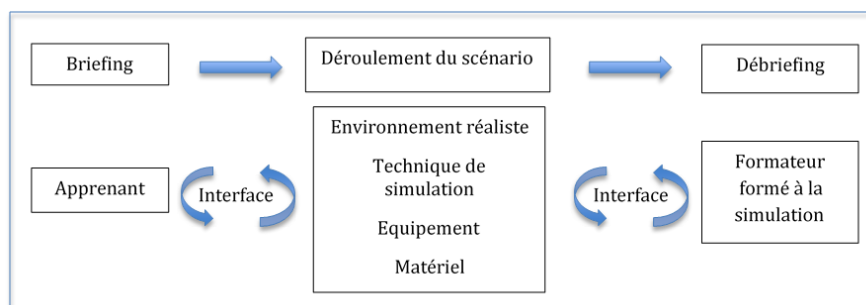 Briefing
Déroulement du scénario
Débriefing
Apprenant
Interface
Environnement réaliste
Technique de
simulation
Equipement
Matériel
Interface
Formateur
formé à la
simulation